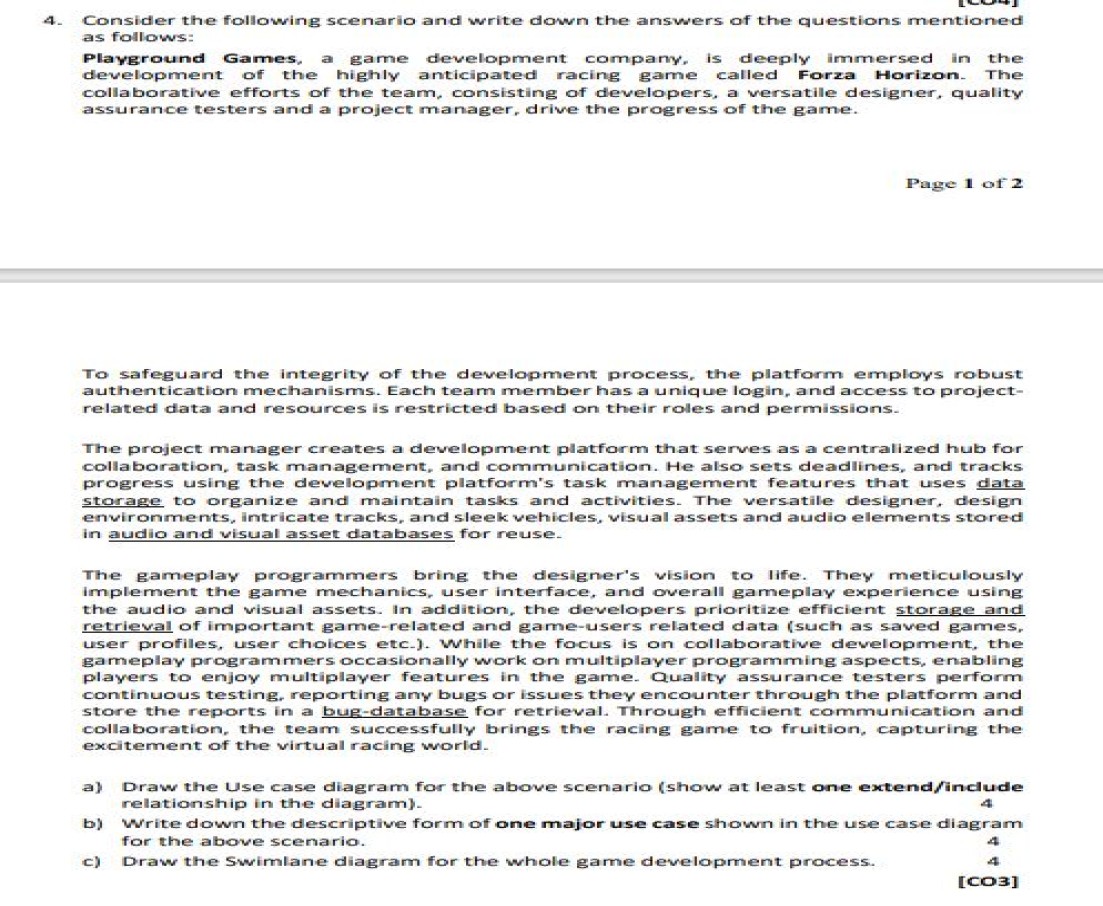 [CO4]
4. Consider the following scenario and write down the answers of the questions mentioned
as follows:
Playground Games, a game development company, is deeply immersed in the
development of the highly anticipated racing game called Forza Horizon. The
collaborative efforts of the team, consisting of developers, a versatile designer, quality
assurance testers and a project manager, drive the progress of the game.
Page 1 of 2
To safeguard the integrity of the development process, the platform employs robust
authentication mechanisms. Each team member has a unique login, and access to project-
related data and resources is restricted based on their roles and permissions.
The project manager creates a development platform that serves as a centralized hub for
collaboration, task management, and communication. He also sets deadlines, and tracks
progress using the development platform's task management features that uses data
storage to organize and maintain tasks and activities. The versatile designer, design
environments, intricate tracks, and sleek vehicles, visual assets and audio elements stored
in audio and visual asset databases for reuse.
The gameplay programmers bring the designer's vision to life. They meticulously
implement the game mechanics, user interface, and overall gameplay experience using
the audio and visual assets. In addition, the developers prioritize efficient storage and
retrieval of important game-related and game-users related data (such as saved games,
user profiles, user choices etc.). While the focus is on collaborative development, the
gameplay programmers occasionally work on multiplayer programming aspects, enabling
players to enjoy multiplayer features in the game. Quality assurance testers perform
continuous testing, reporting any bugs or issues they encounter through the platform and
store the reports in a bug-database for retrieval. Through efficient communication and
collaboration, the team successfully brings the racing game to fruition, capturing the
excitement of the virtual racing world.
a) Draw the Use case diagram for the above scenario (show at least one extend/include
relationship in the diagram). 4
b) Write down the descriptive form of one major use case shown in the use case diagram
for the above scenario. 4
c) Draw the Swimlane diagram for the whole game development process. 4
[CO3]